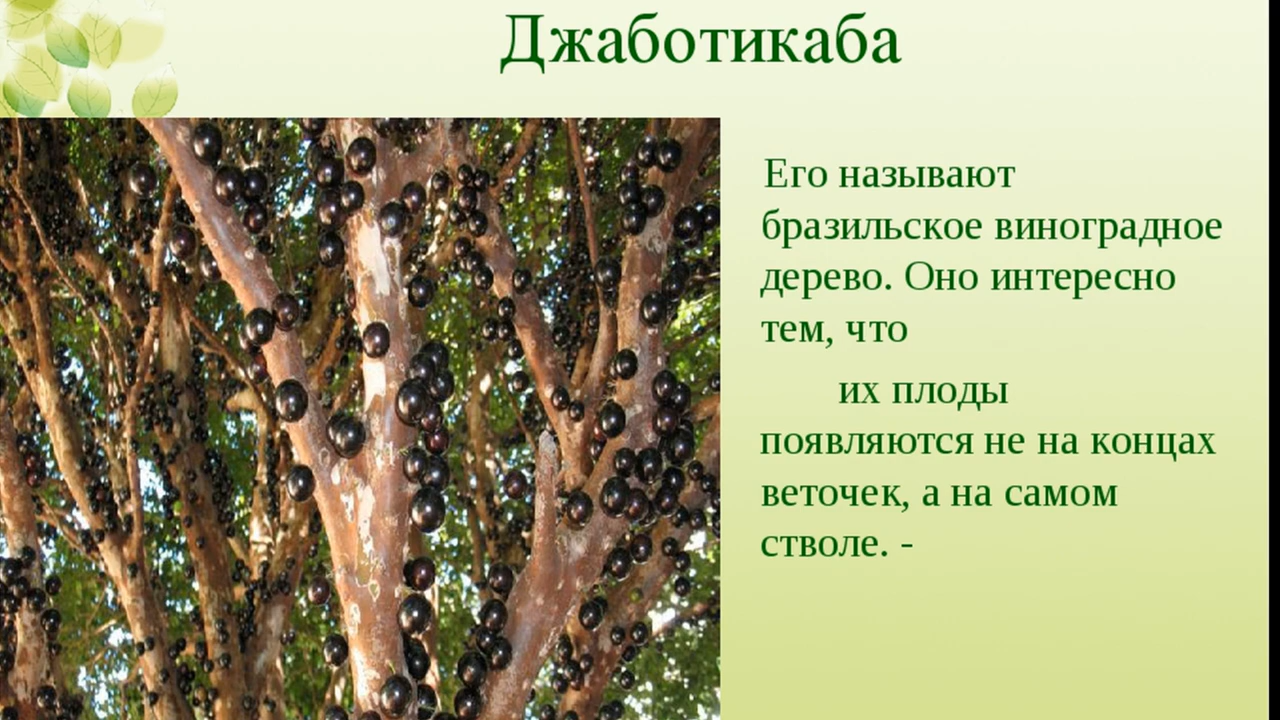 Джаботикаба
Его называют
бразильское виноградное
дерево. Оно интересно
тем, что
их плоды
появляются не на концах
веточек, а на самом
стволе. -